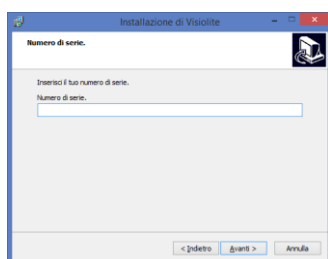 Installazione di Visiolite
Numero di serie.
Inserisci il tuo numero di serie.
Numero di serie.
< Indietro
Avanti >
Annulla